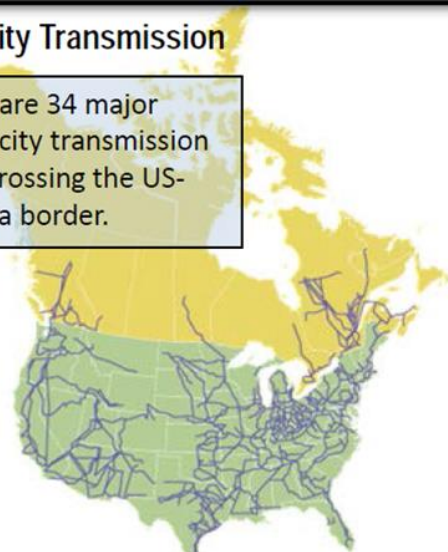 ity Transmission
are 34 major
city transmission
rossing the US-
a border.